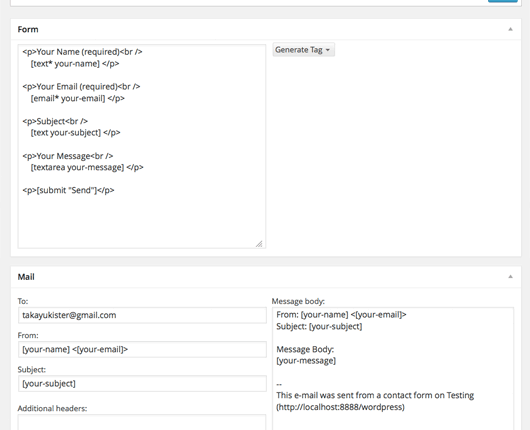 Form
<p>Your Name (required)<br />
[text* your-name] </p>
<p>Your Email (required)<br />
[email* your-email] </p>
<p>Subject<br />
[text your-subject] </p>
<p>Your Message<br />
[textarea your-message] </p>
<p>[submit "Send"]</p>
Generate Tag
Mail
To:
takayukister@gmail.com
From:
[your-name] <[your-email]>
Subject:
[your-subject]
Additional headers:
Message body:
From: [your-name] <[your-email]>
Subject: [your-subject]
Message Body:
[your-message]
--
This e-mail was sent from a contact form on Testing
(http://localhost:8888/wordpress)